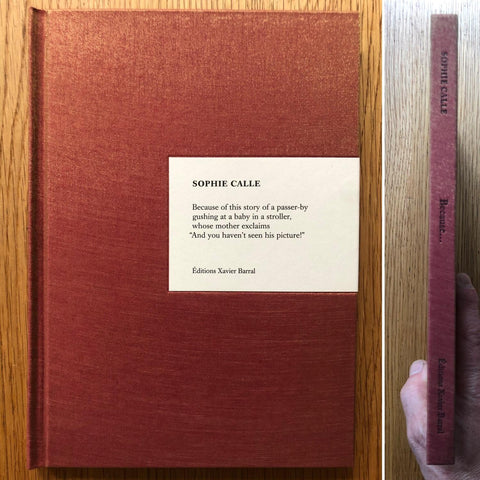 SOPHIE CALLE
Because of this story of a passer-by
gushing at a baby in a stroller,
whose mother exclaims
“And you haven't seen his picture!”
Éditions Xavier Barral
SOPHIE CALLE
Because...
Éditions Xavier Barral